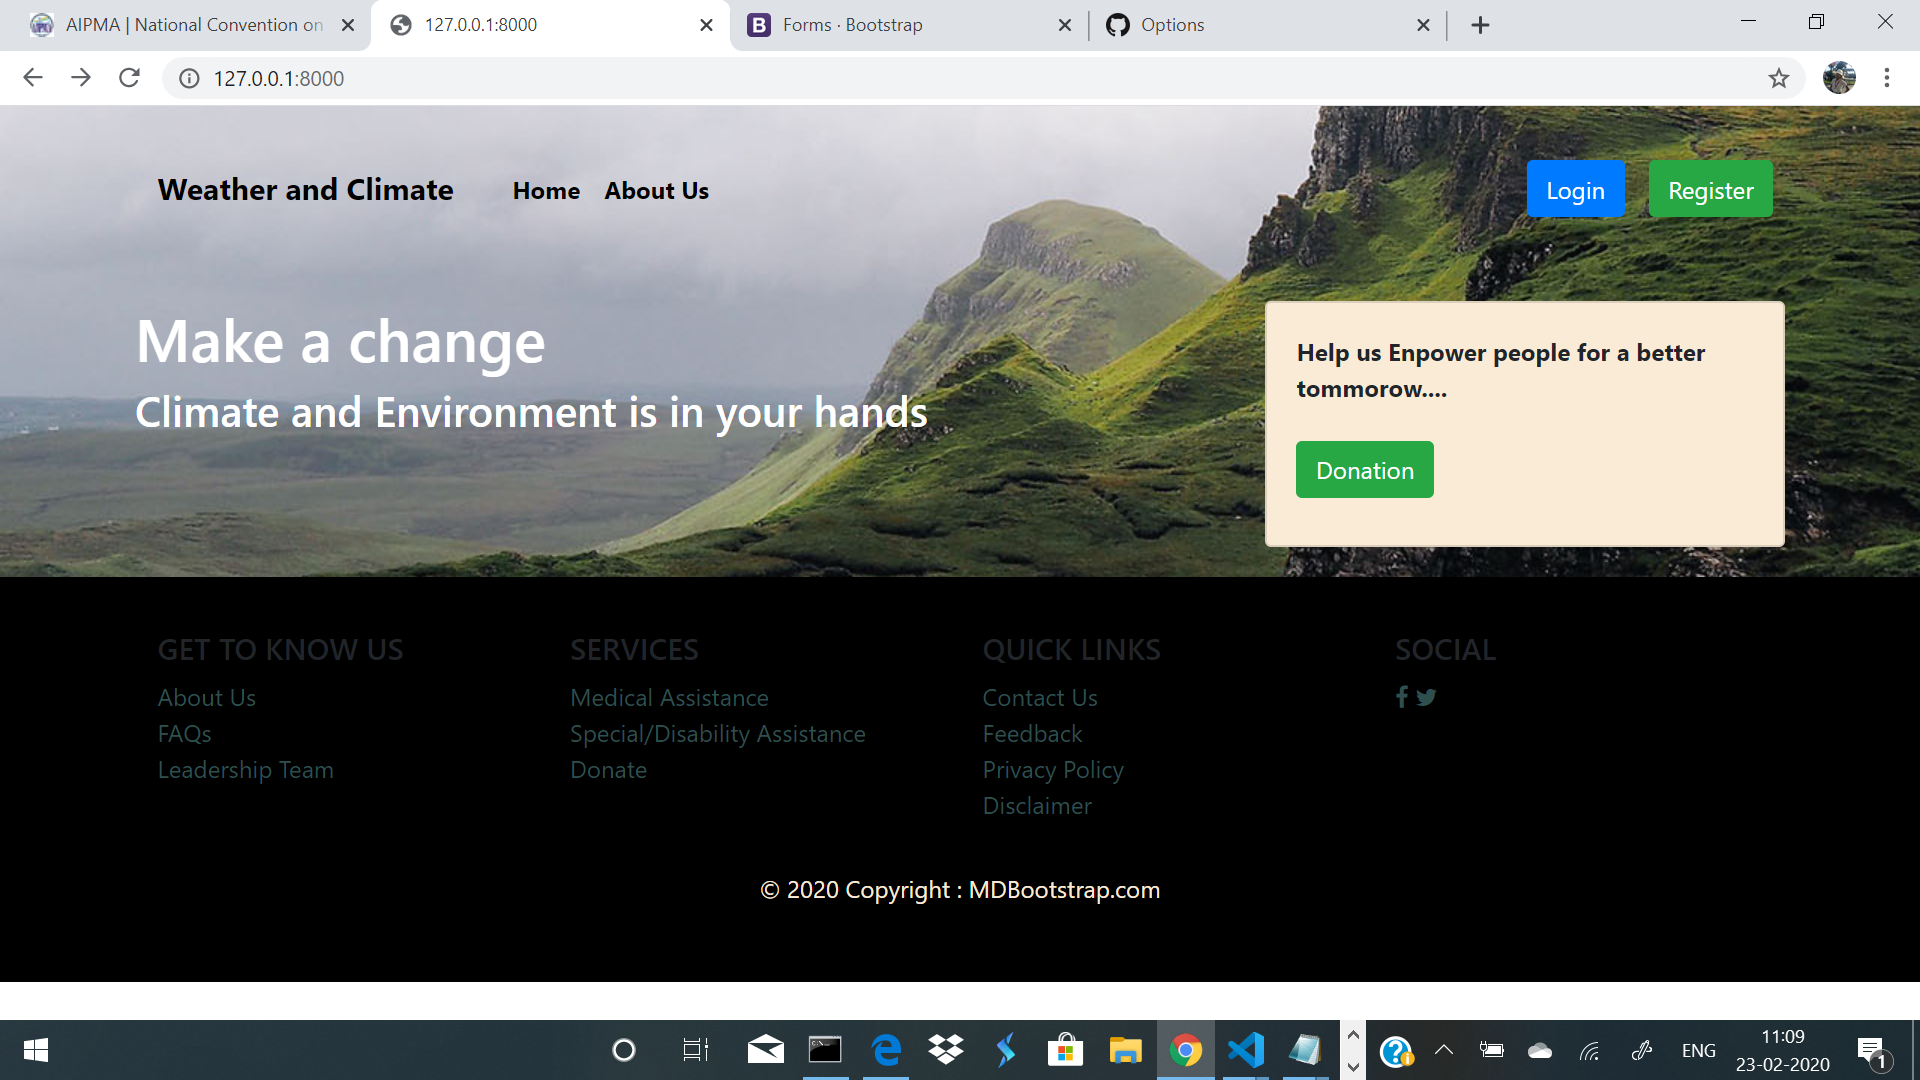 AIPMA | National Convention on
127.0.0.1:8000
Forms · Bootstrap
Options
127.0.0.1:8000
Weather and Climate
Home
About Us
Login
Register
Make a change
Climate and Environment is in your hands
Help us Enpower people for a better
tommorow....
Donation
GET TO KNOW US
About Us
FAQs
Leadership Team
SERVICES
Medical Assistance
Special/Disability Assistance
Donate
QUICK LINKS
Contact Us
Feedback
Privacy Policy
Disclaimer
SOCIAL
© 2020 Copyright : MDBootstrap.com
ENG
11:09
23-02-2020
1